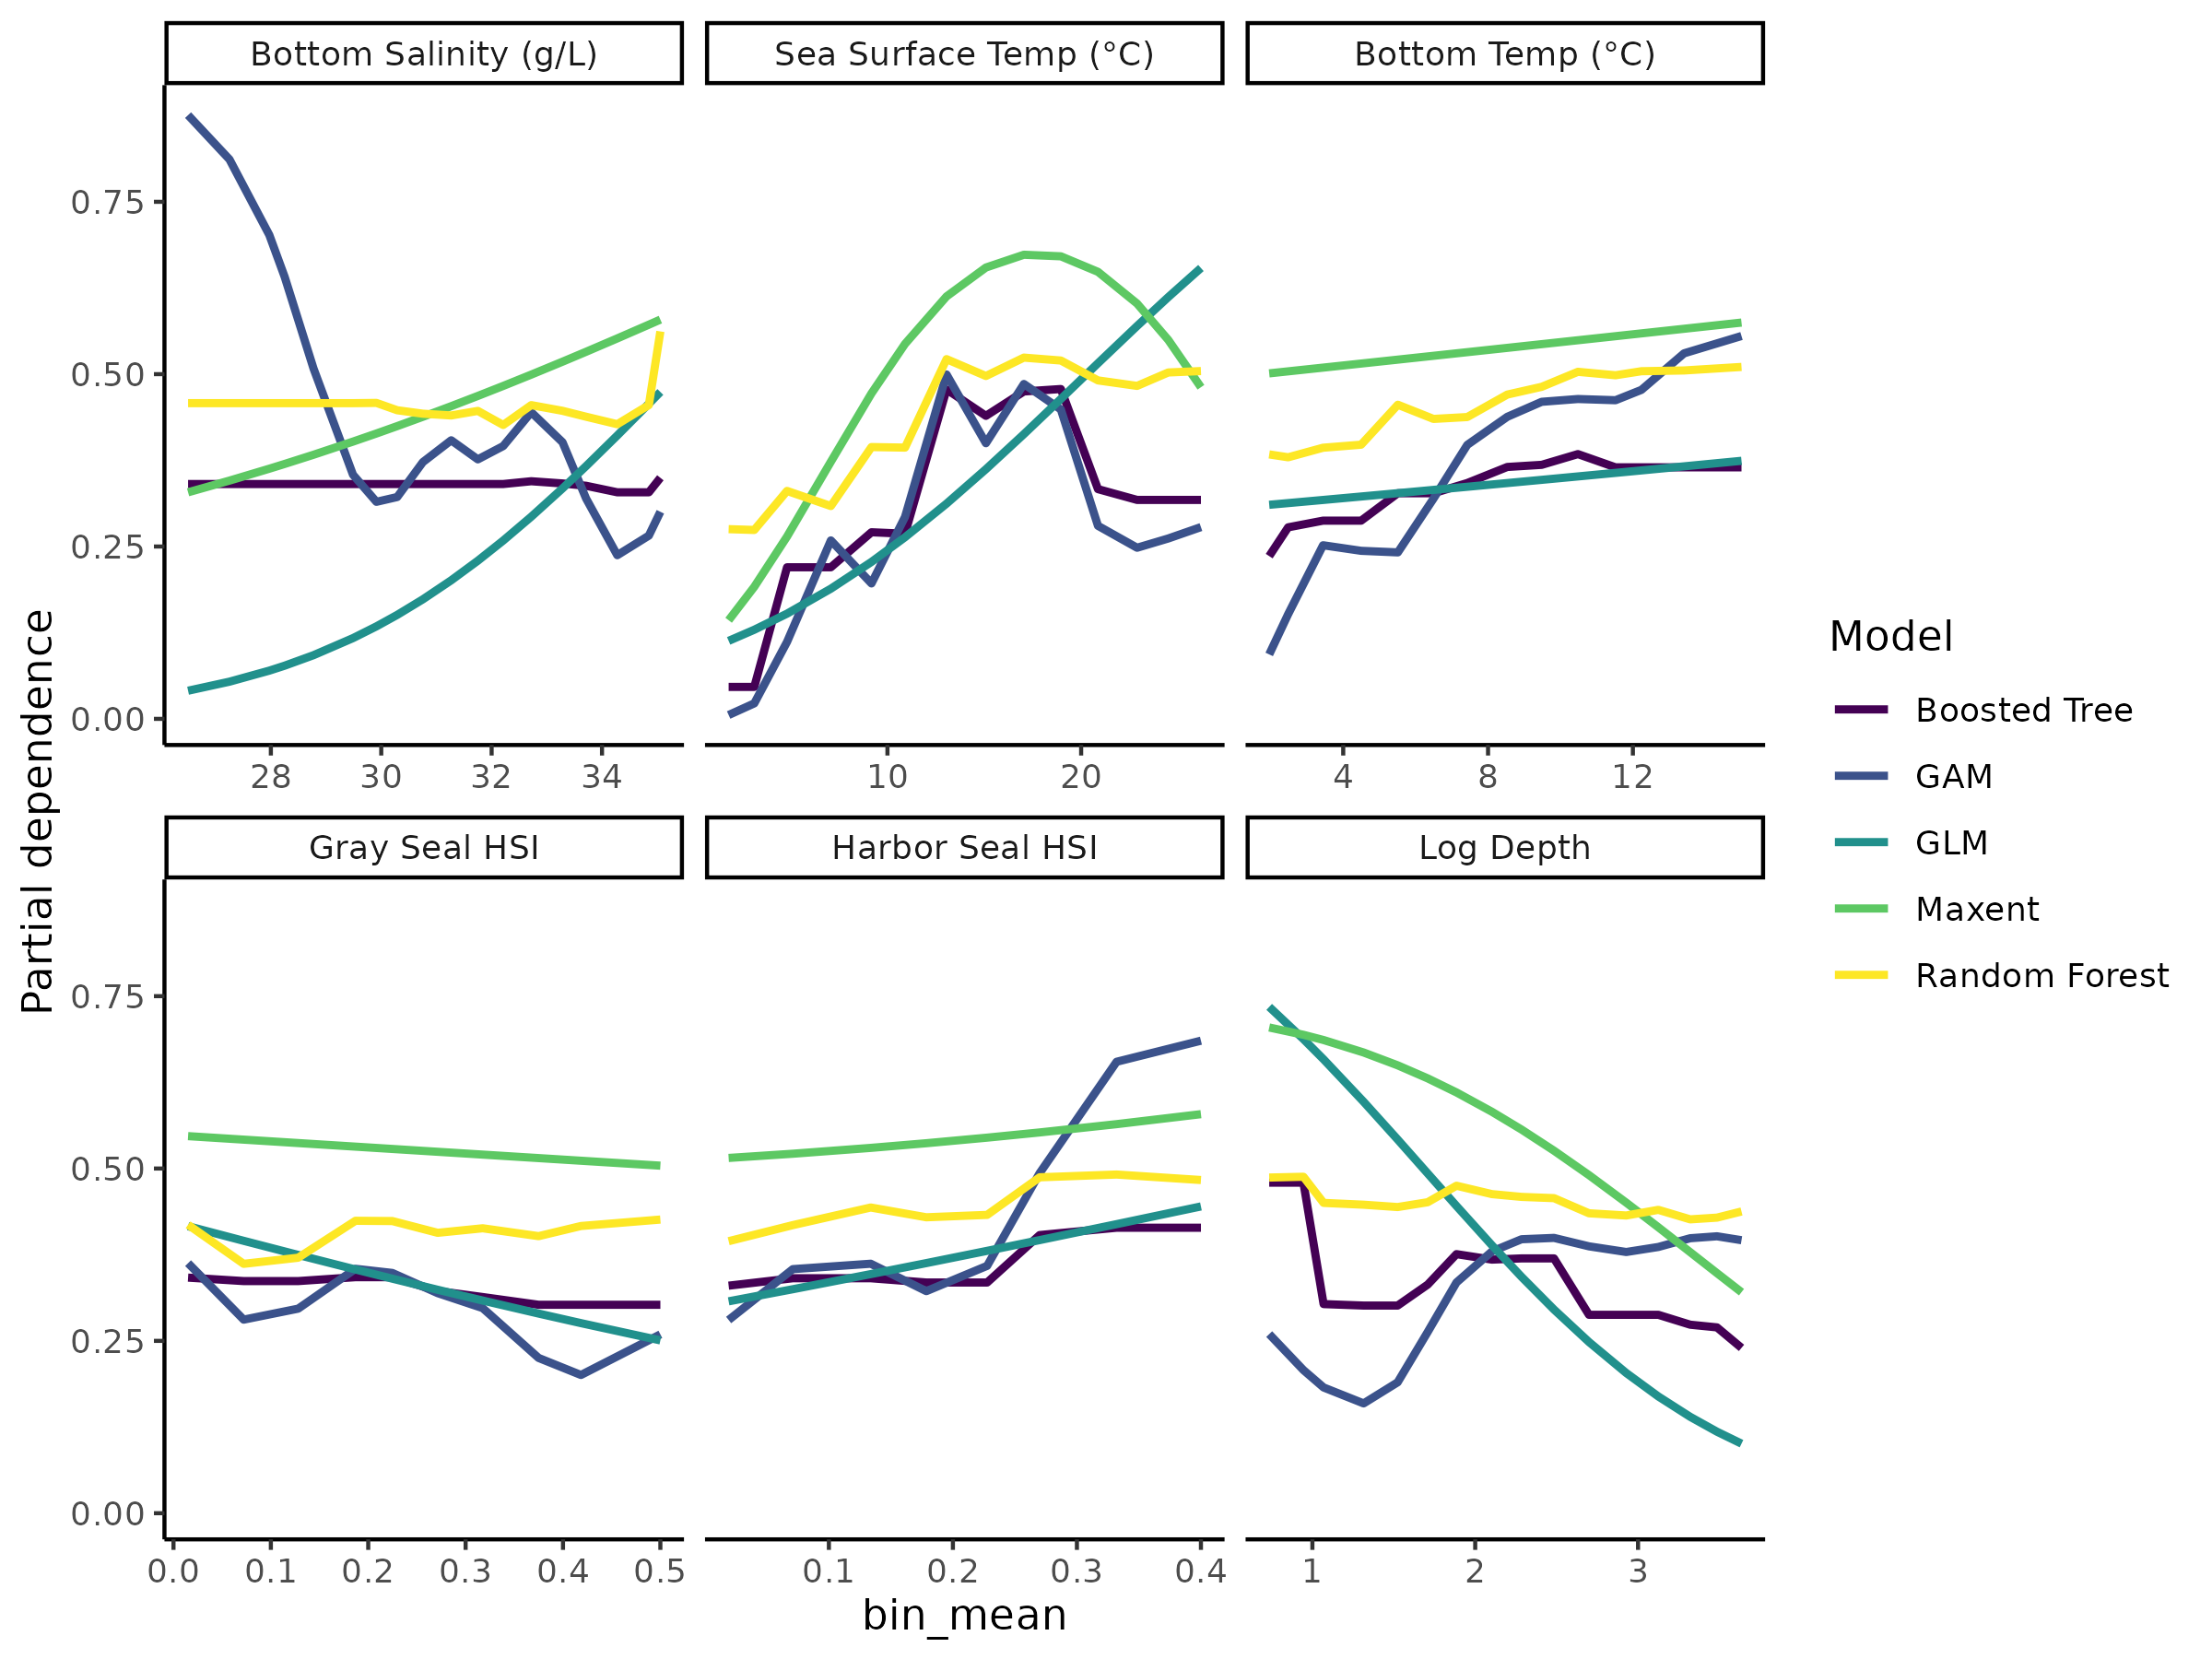 Bottom Salinity (g/L)
Sea Surface Temp (°C)
Bottom Temp (°C)
0.75
0.50
0.25
0.00
28 30 32 34
10 20
4 8 12
Gray Seal HSI
Harbor Seal HSI
Log Depth
0.75
0.50
0.25
0.00
0.0 0.1 0.2 0.3 0.4 0.5
0.1 0.2 0.3 0.4
1 2 3
Partial dependence
bin_mean
Model
Boosted Tree
GAM
GLM
Maxent
Random Forest